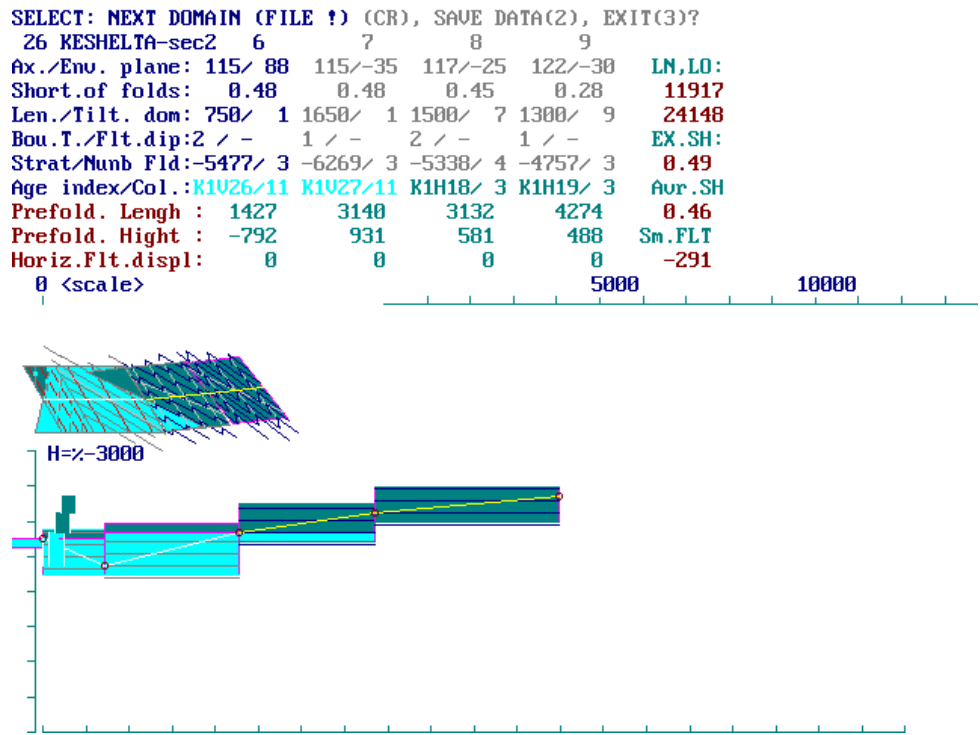 SELECT: NEXT DOMAIN (FILE !) (CR), SAVE DATA(2), EXIT(3)?
26 KESHELTA-sec2 6 7 8 9
Ax./Env. plane: 115/ 88 115/-35 117/-25 122/-30 LN,LO:
Short.of folds: 0.48 0.48 0.45 0.28 11917
Len./Tilt. dom: 750/ 1 1650/ 1 1500/ 7 1300/ 9 24148
Bou.T./Flt.dip:2 / - 1 / - 2 / - 1 / - EX.SH:
Strat/Nunb Fld:-5477/ 3 -6269/ 3 -5338/ 4 -4757/ 3 0.49
Age index/Col.:K1V26/11 K1V27/11 K1H18/ 3 K1H19/ 3 Avr.SH
Prefold. Lengh : 1427 3140 3132 4274 0.46
Prefold. Hight : -792 931 581 488 Sm.FLT
Horiz.Flt.displ: 0 0 0 0 -291
0 <scale> 5000 10000
H=%-3000